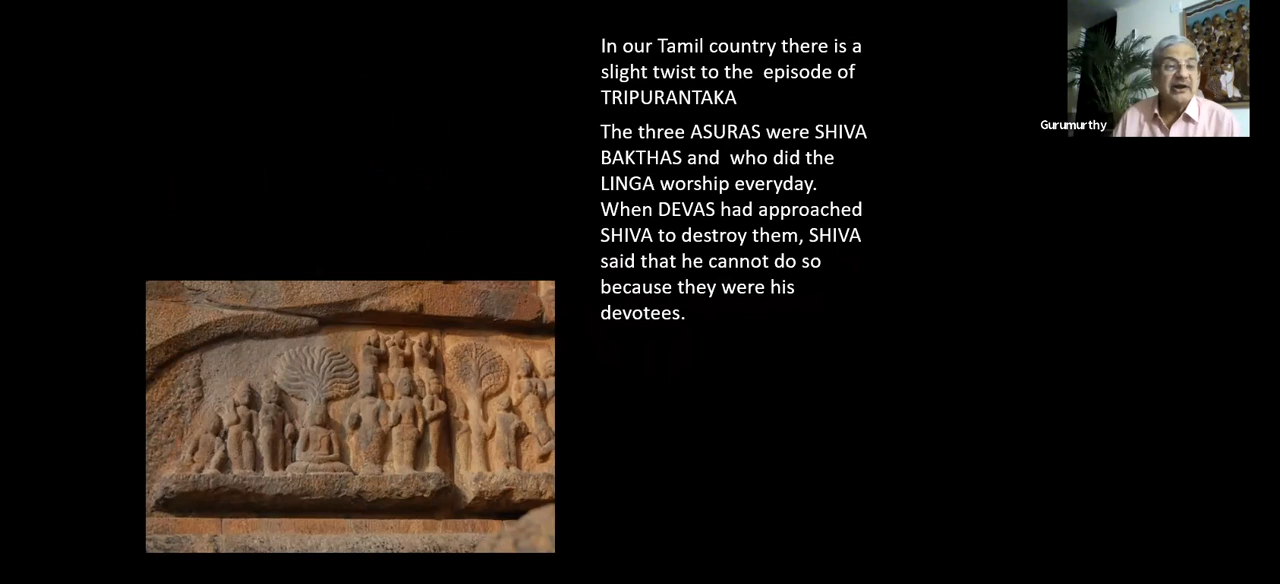 In our Tamil country there is a
slight twist to the  episode of
TRIPURANTAKA
The three ASURAS were SHIVA
BAKTHAS and  who did the
LINGA worship everyday.
When DEVAS had approached
SHIVA to destroy them, SHIVA
said that he cannot do so
because they were his
devotees.
Gurumurthy